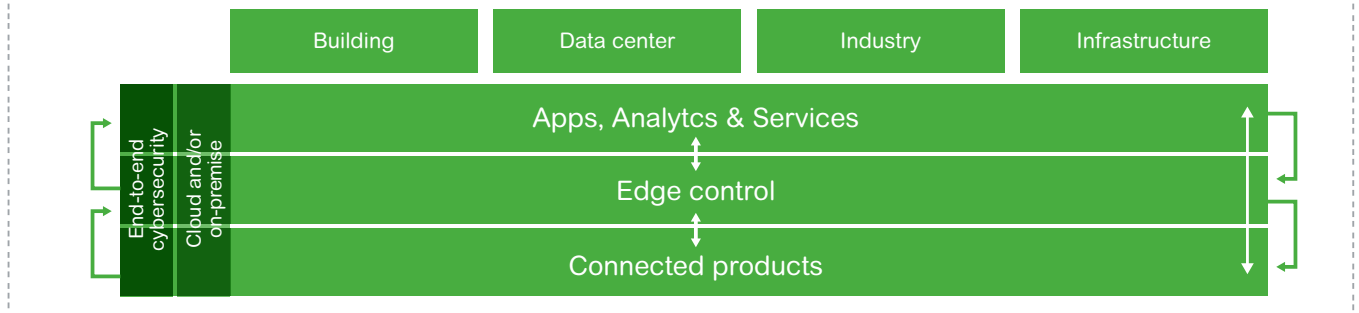 Building
Data center
Industry
Infrastructure
End-to-end
cybersecurity
Cloud and/or
on-premise
Apps, Analytcs & Services
Edge control
Connected products